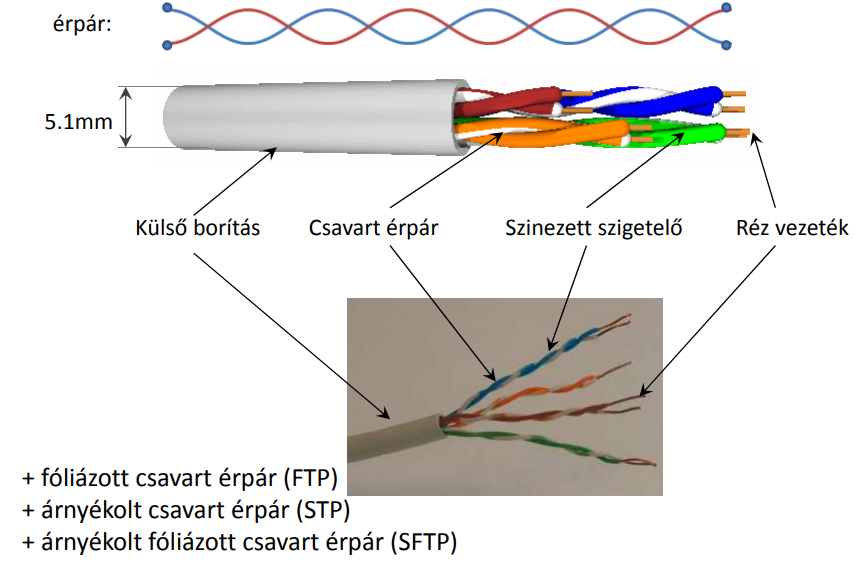 érpár:
5.1mm
Külső borítás
Csavart érpár
Szinezett szigetelő
Réz vezeték
+ fóliázott csavart érpár (FTP)
+ árnyékolt csavart érpár (STP)
+ árnyékolt fóliázott csavart érpár (SFTP)